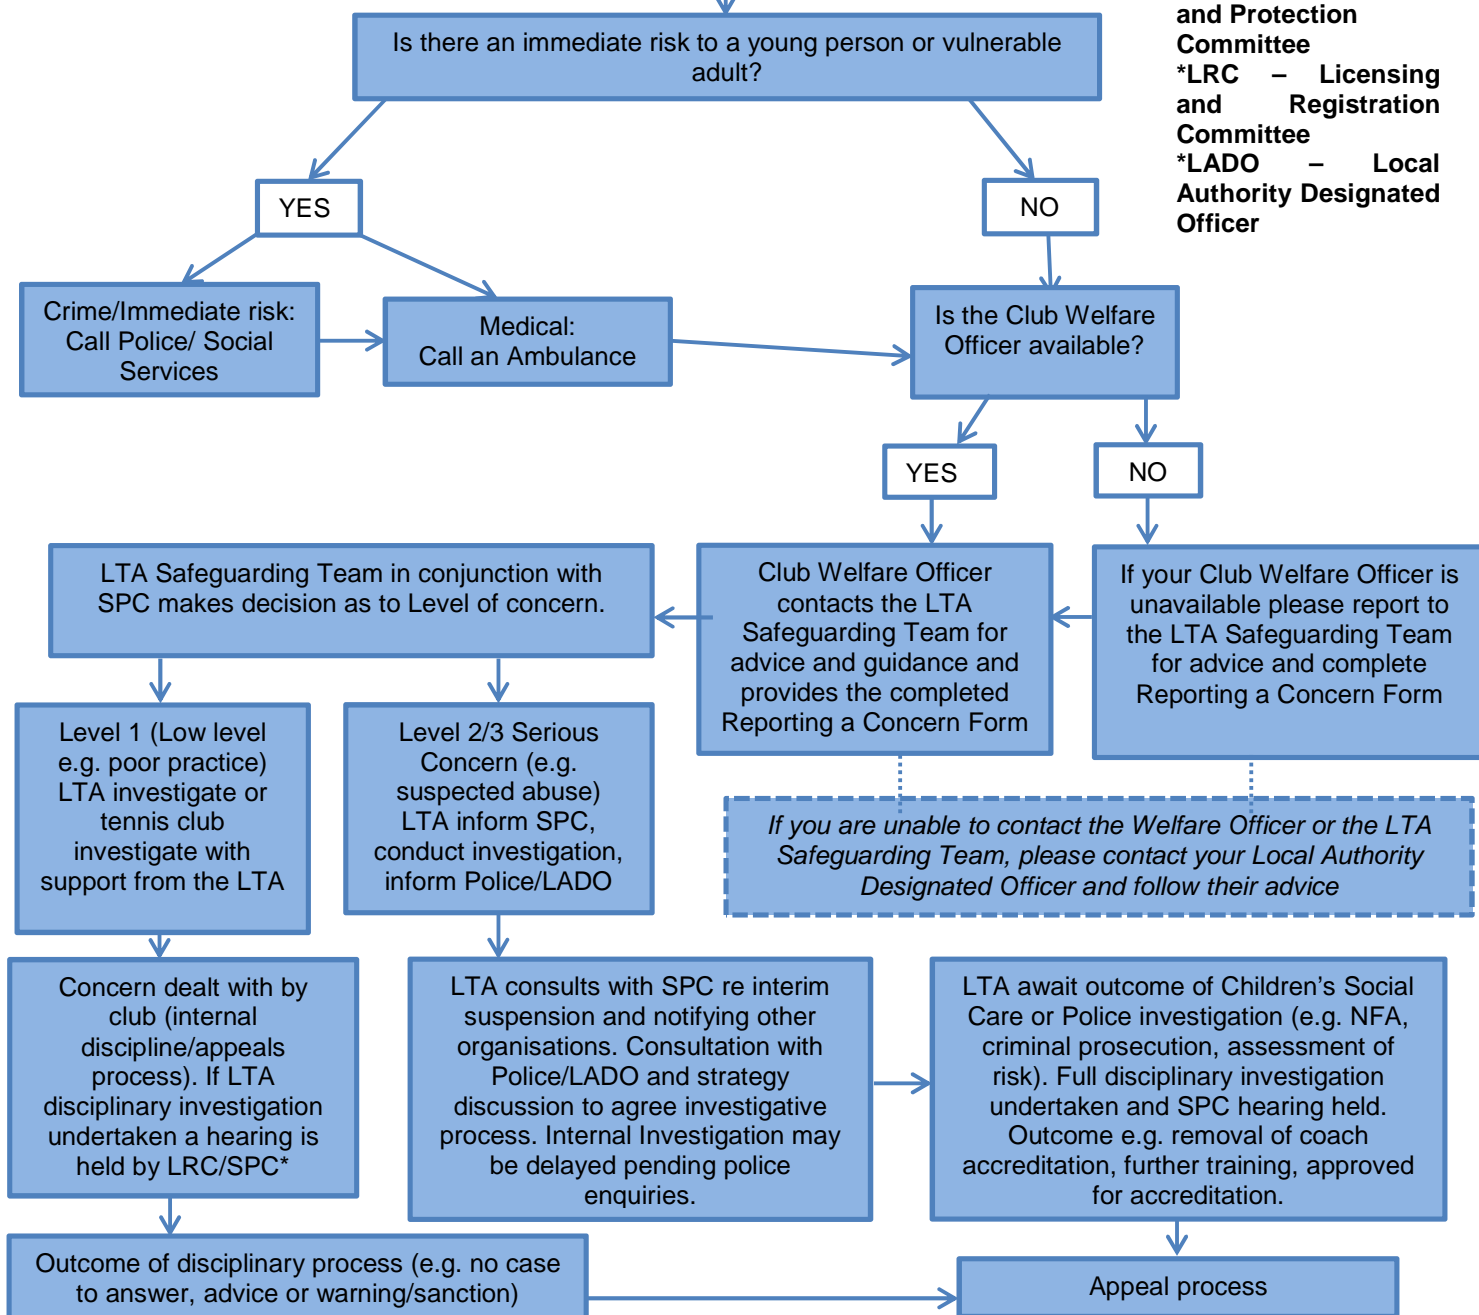 and Protection
Committee
*LRC – Licensing
and Registration
Committee
*LADO – Local
Authority Designated
Officer
Is there an immediate risk to a young person or vulnerable
adult?
YES
NO
Crime/Immediate risk:
Call Police/ Social
Services
Medical:
Call an Ambulance
Is the Club Welfare
Officer available?
YES
NO
LTA Safeguarding Team in conjunction with
SPC makes decision as to Level of concern.
Club Welfare Officer
contacts the LTA
Safeguarding Team for
advice and guidance and
provides the completed
Reporting a Concern Form
If your Club Welfare Officer is
unavailable please report to
the LTA Safeguarding Team
for advice and complete
Reporting a Concern Form
Level 1 (Low level
e.g. poor practice)
LTA investigate or
tennis club
investigate with
support from the LTA
Level 2/3 Serious
Concern (e.g.
suspected abuse)
LTA inform SPC,
conduct investigation,
inform Police/LADO
If you are unable to contact the Welfare Officer or the LTA
Safeguarding Team, please contact your Local Authority
Designated Officer and follow their advice
Concern dealt with by
club (internal
discipline/appeals
process). If LTA
disciplinary investigation
undertaken a hearing is
held by LRC/SPC*
LTA consults with SPC re interim
suspension and notifying other
organisations. Consultation with
Police/LADO and strategy
discussion to agree investigative
process. Internal Investigation may
be delayed pending police
enquiries.
LTA await outcome of Children’s Social
Care or Police investigation (e.g. NFA,
criminal prosecution, assessment of
risk). Full disciplinary investigation
undertaken and SPC hearing held.
Outcome e.g. removal of coach
accreditation, further training, approved
for accreditation.
Outcome of disciplinary process (e.g. no case
to answer, advice or warning/sanction)
Appeal process